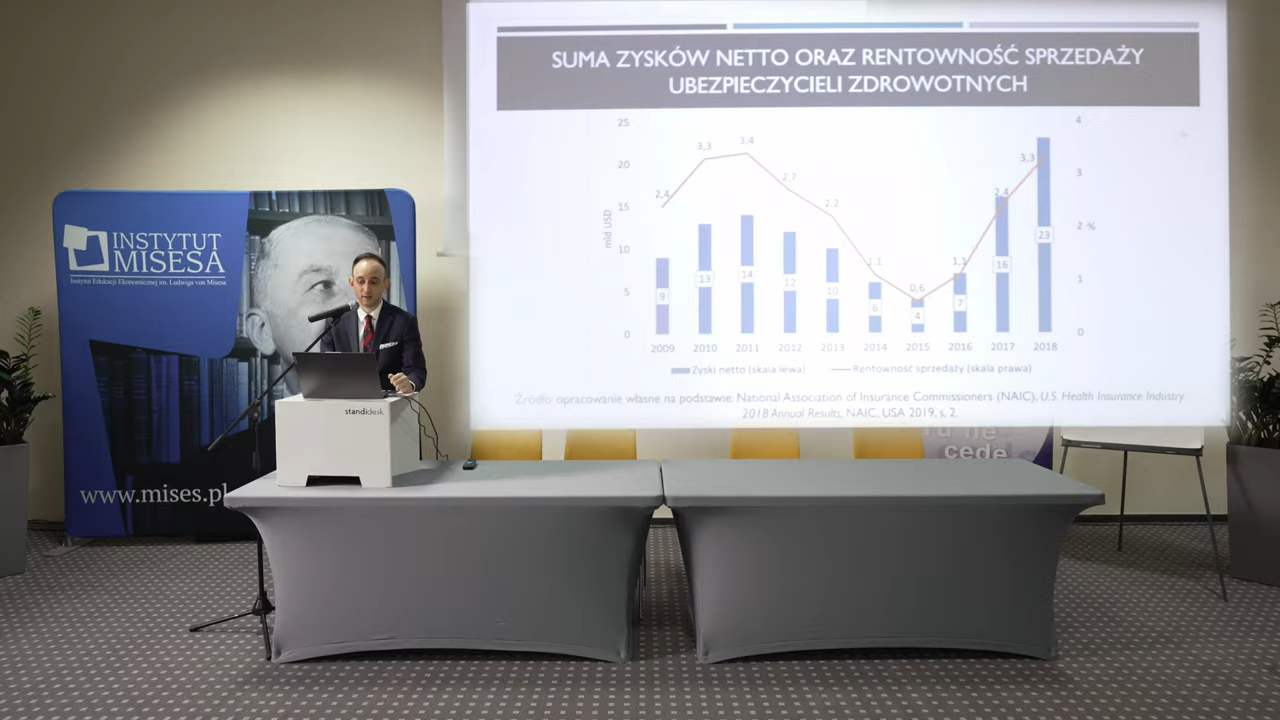 SUMA ZYSKÓW NETTO ORAZ RENTOWNOŚĆ SPRZEDAŻY
UBEZPIECZYCIELI ZDROWOTNYCH
25
20
15
10
5
0
mld USD
4
3
2
1
0
%
2,4
3,3
3,4
2,7
2,2
1,1
0,6
1,1
2,4
3,3
9
13
14
12
10
6
4
7
16
23
2009 2010 2011 2012 2013 2014 2015 2016 2017 2018
Zyski netto (skala lewa) Rentowność sprzedaży (skala prawa)
Źródło: opracowanie własne na podstawie: National Association of Insurance Commissioners (NAIC), U.S. Health Insurance Industry
2018 Annual Results, NAIC, USA 2019, s. 2.
INSTYTUT
MISESA
Instytut Edukacji Ekonomicznej im. Ludwiga von Misesa
www.mises.pl
standidesk
cede